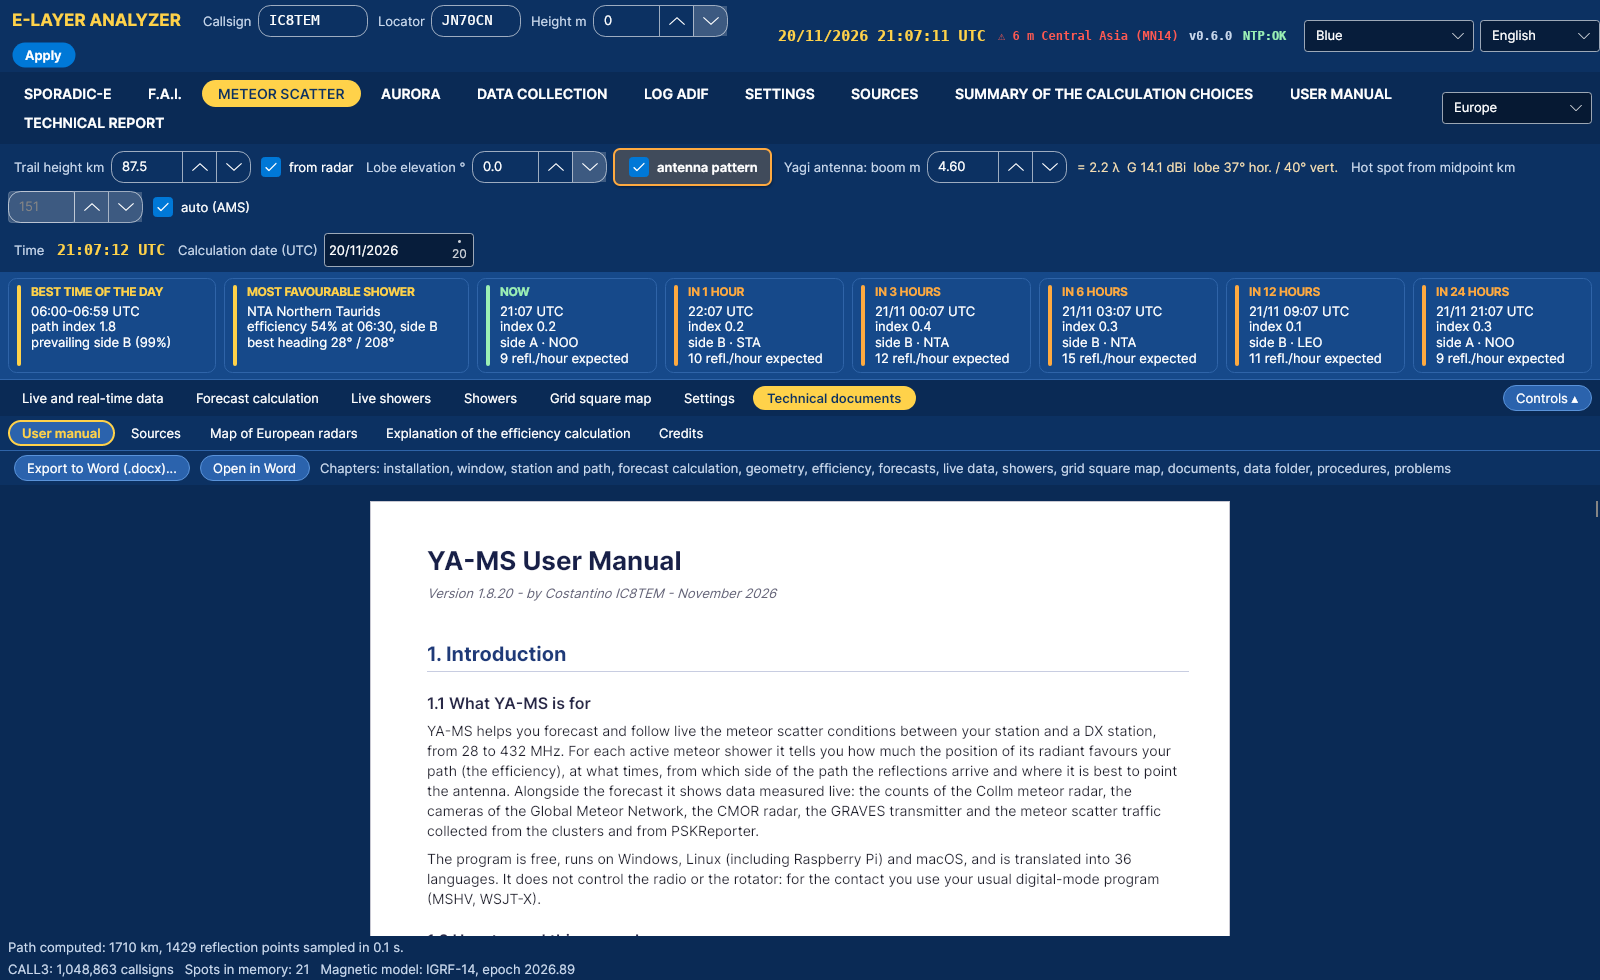 E-LAYER ANALYZER Callsign IC8TEM Locator JN70CN Height m 0
20/11/2026 21:07:11 UTC ⚠ 6 m Central Asia (MN14) v0.6.0 NTP:OK Blue English
Apply
SPORADIC-E F.A.I. METEOR SCATTER AURORA DATA COLLECTION LOG ADIF SETTINGS SOURCES SUMMARY OF THE CALCULATION CHOICES USER MANUAL
TECHNICAL REPORT
Europe
Trail height km 87.5 from radar Lobe elevation ° 0.0 antenna pattern Yagi antenna: boom m 4.60 = 2.2 λ G 14.1 dBi lobe 37° hor. / 40° vert. Hot spot from midpoint km
151 auto (AMS)
Time 21:07:12 UTC Calculation date (UTC) 20/11/2026 20
BEST TIME OF THE DAY
06:00-06:59 UTC
path index 1.8
prevailing side B (99%)
MOST FAVOURABLE SHOWER
NTA Northern Taurids
efficiency 54% at 06:30, side B
best heading 28° / 208°
NOW
21:07 UTC
index 0.2
side A · NOO
9 refl./hour expected
IN 1 HOUR
22:07 UTC
index 0.2
side B · STA
10 refl./hour expected
IN 3 HOURS
21/11 00:07 UTC
index 0.4
side B · NTA
12 refl./hour expected
IN 6 HOURS
21/11 03:07 UTC
index 0.3
side B · NTA
15 refl./hour expected
IN 12 HOURS
21/11 09:07 UTC
index 0.1
side B · LEO
11 refl./hour expected
IN 24 HOURS
21/11 21:07 UTC
index 0.3
side A · NOO
9 refl./hour expected
Live and real-time data Forecast calculation Live showers Showers Grid square map Settings Technical documents Controls ▴
User manual Sources Map of European radars Explanation of the efficiency calculation Credits
Export to Word (.docx)... Open in Word Chapters: installation, window, station and path, forecast calculation, geometry, efficiency, forecasts, live data, showers, grid square map, documents, data folder, procedures, problems
YA-MS User Manual
Version 1.8.20 - by Costantino IC8TEM - November 2026
1. Introduction
1.1 What YA-MS is for
YA-MS helps you forecast and follow live the meteor scatter conditions between your station and a DX station,
from 28 to 432 MHz. For each active meteor shower it tells you how much the position of its radiant favours your
path (the efficiency), at what times, from which side of the path the reflections arrive and where it is best to point
the antenna. Alongside the forecast it shows data measured live: the counts of the Collm meteor radar, the
cameras of the Global Meteor Network, the CMOR radar, the GRAVES transmitter and the meteor scatter traffic
collected from the clusters and from PSKReporter.
The program is free, runs on Windows, Linux (including Raspberry Pi) and macOS, and is translated into 36
languages. It does not control the radio or the rotator: for the contact you use your usual digital-mode program
(MSHV, WSJT-X).
Path computed: 1710 km, 1429 reflection points sampled in 0.1 s.
CALL3: 1,048,863 callsigns Spots in memory: 21 Magnetic model: IGRF-14, epoch 2026.89